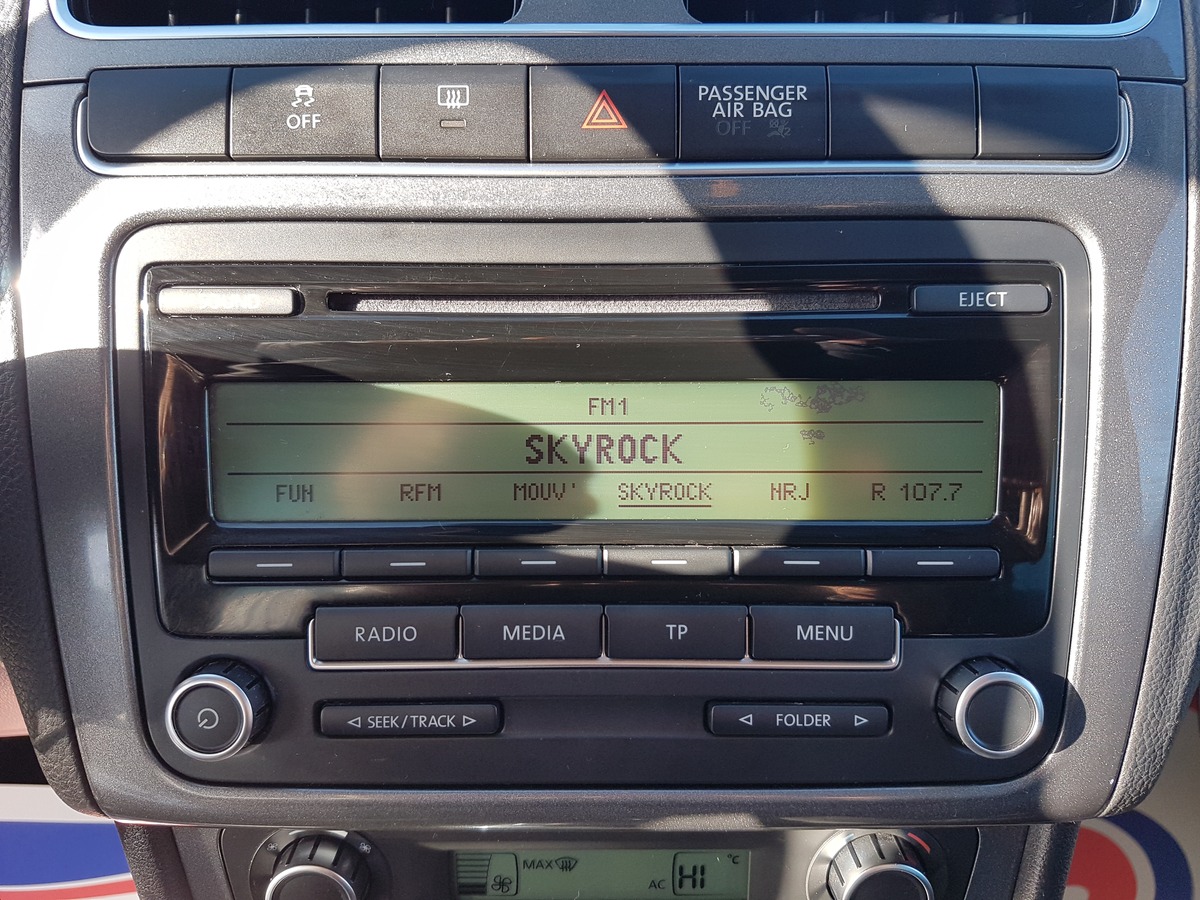 OFF
PASSENGER
AIR BAG
OFF
EJECT
FM1
SKYROCK
FUN RFM MOUV' SKYROCK NRJ R 107.7
RADIO MEDIA TP MENU
SEEK/TRACK FOLDER
MAX
AC HI °C